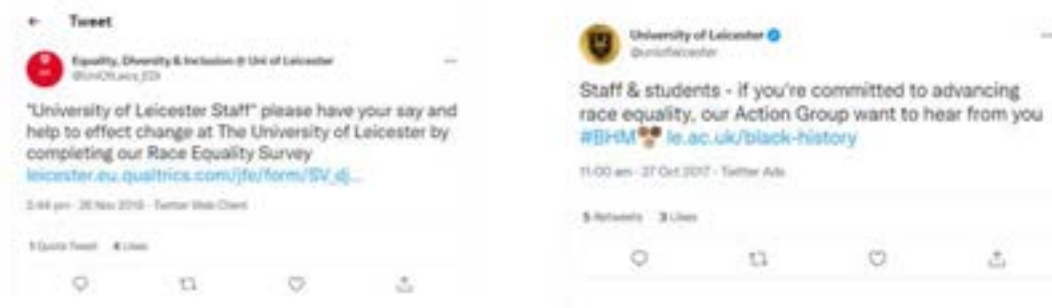 Tweet
Equality, Diversity & Inclusion @ Uni of Leicester
"University of Leicester Staff" please have your say and
help to effect change at The University of Leicester by
completing our Race Equality Survey
leicester.eu.qualtrics.com/jfe/form/SV_dj...
Twitter Web Client
1 Quote Tweet
University of Leicester
@uniofleicester
Staff & students - if you're committed to advancing
race equality, our Action Group want to hear from you
#BHM le.ac.uk/black-history
11:00 am · 27 Oct 2017 · Twitter Ads
5 Retweets 3 Likes